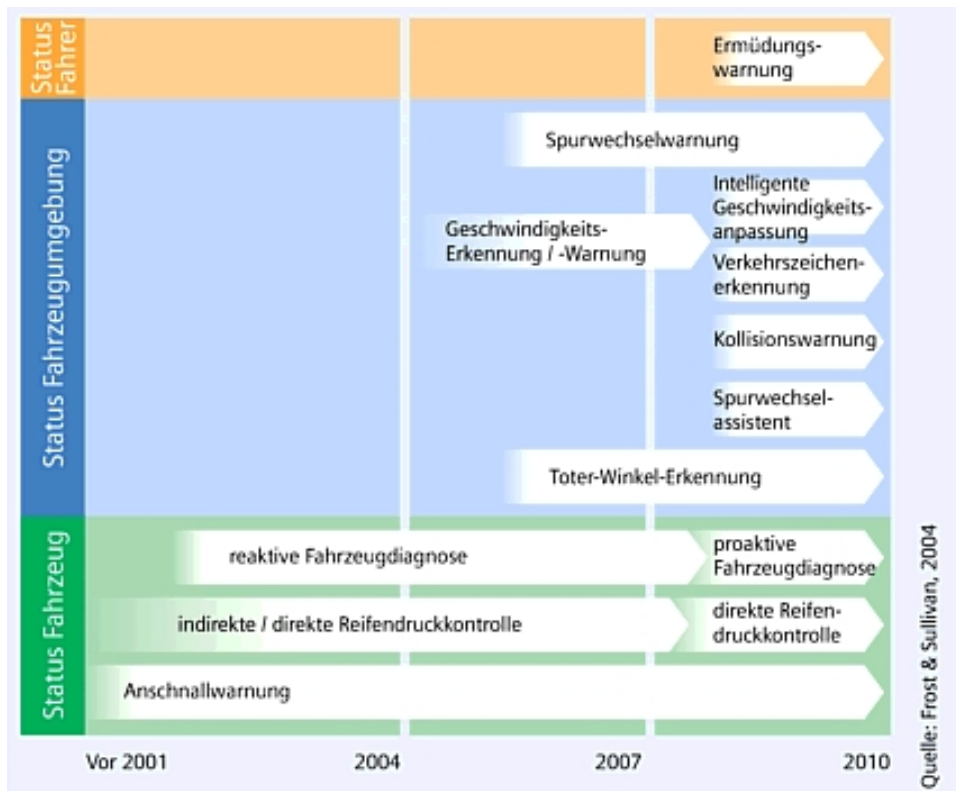 Status
Fahrer
Ermüdungs-
warnung
Status Fahrzeugumgebung
Spurwechselwarnung
Intelligente
Geschwindigkeits-
anpassung
Geschwindigkeits-
Erkennung / -Warnung
Verkehrszeichen-
erkennung
Kollisionswarnung
Spurwechsel-
assistent
Toter-Winkel-Erkennung
Status Fahrzeug
reaktive Fahrzeugdiagnose
proaktive
Fahrzeugdiagnose
indirekte / direkte Reifendruckkontrolle
direkte Reifen-
druckkontrolle
Anschnallwarnung
Vor 2001
2004
2007
2010
Quelle: Frost & Sullivan, 2004